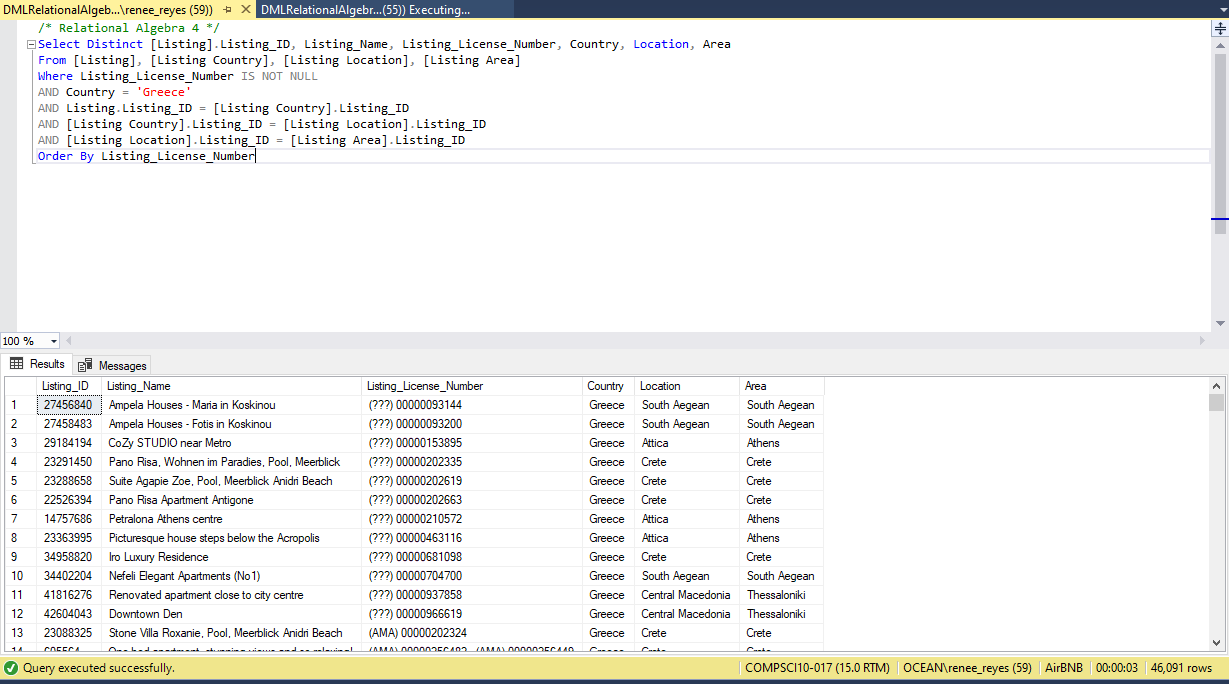 DMLRelationalAlgeb...\renee_reyes (59)) DMLRelationalAlgebr...(55)) Executing...
/* Relational Algebra 4 */
Select Distinct [Listing].Listing_ID, Listing_Name, Listing_License_Number, Country, Location, Area
From [Listing], [Listing Country], [Listing Location], [Listing Area]
Where Listing_License_Number IS NOT NULL
AND Country = 'Greece'
AND Listing.Listing_ID = [Listing Country].Listing_ID
AND [Listing Country].Listing_ID = [Listing Location].Listing_ID
AND [Listing Location].Listing_ID = [Listing Area].Listing_ID
Order By Listing_License_Number
100 %
Results Messages
Listing_ID Listing_Name Listing_License_Number Country Location Area
1 27456840 Ampela Houses - Maria in Koskinou (???) 00000093144 Greece South Aegean South Aegean
2 27458483 Ampela Houses - Fotis in Koskinou (???) 00000093200 Greece South Aegean South Aegean
3 29184194 CoZy STUDIO near Metro (???) 00000153895 Greece Attica Athens
4 23291450 Pano Risa, Wohnen im Paradies, Pool, Meerblick (???) 00000202335 Greece Crete Crete
5 23288658 Suite Agapie Zoe, Pool, Meerblick Anidri Beach (???) 00000202619 Greece Crete Crete
6 22526394 Pano Risa Apartment Antigone (???) 00000202663 Greece Crete Crete
7 14757686 Petralona Athens centre (???) 00000210572 Greece Attica Athens
8 23363995 Picturesque house steps below the Acropolis (???) 00000463116 Greece Attica Athens
9 34958820 Iro Luxury Residence (???) 00000681098 Greece Crete Crete
10 34402204 Nefeli Elegant Apartments (No1) (???) 00000704700 Greece South Aegean South Aegean
11 41816276 Renovated apartment close to city centre (???) 00000937858 Greece Central Macedonia Thessaloniki
12 42604043 Downtown Den (???) 00000966619 Greece Central Macedonia Thessaloniki
13 23088325 Stone Villa Roxanie, Pool, Meerblick Anidri Beach (AMA) 00000202324 Greece Crete Crete
Query executed successfully. COMPSCI10-017 (15.0 RTM) OCEAN\renee_reyes (59) AirBNB 00:00:03 46,091 rows